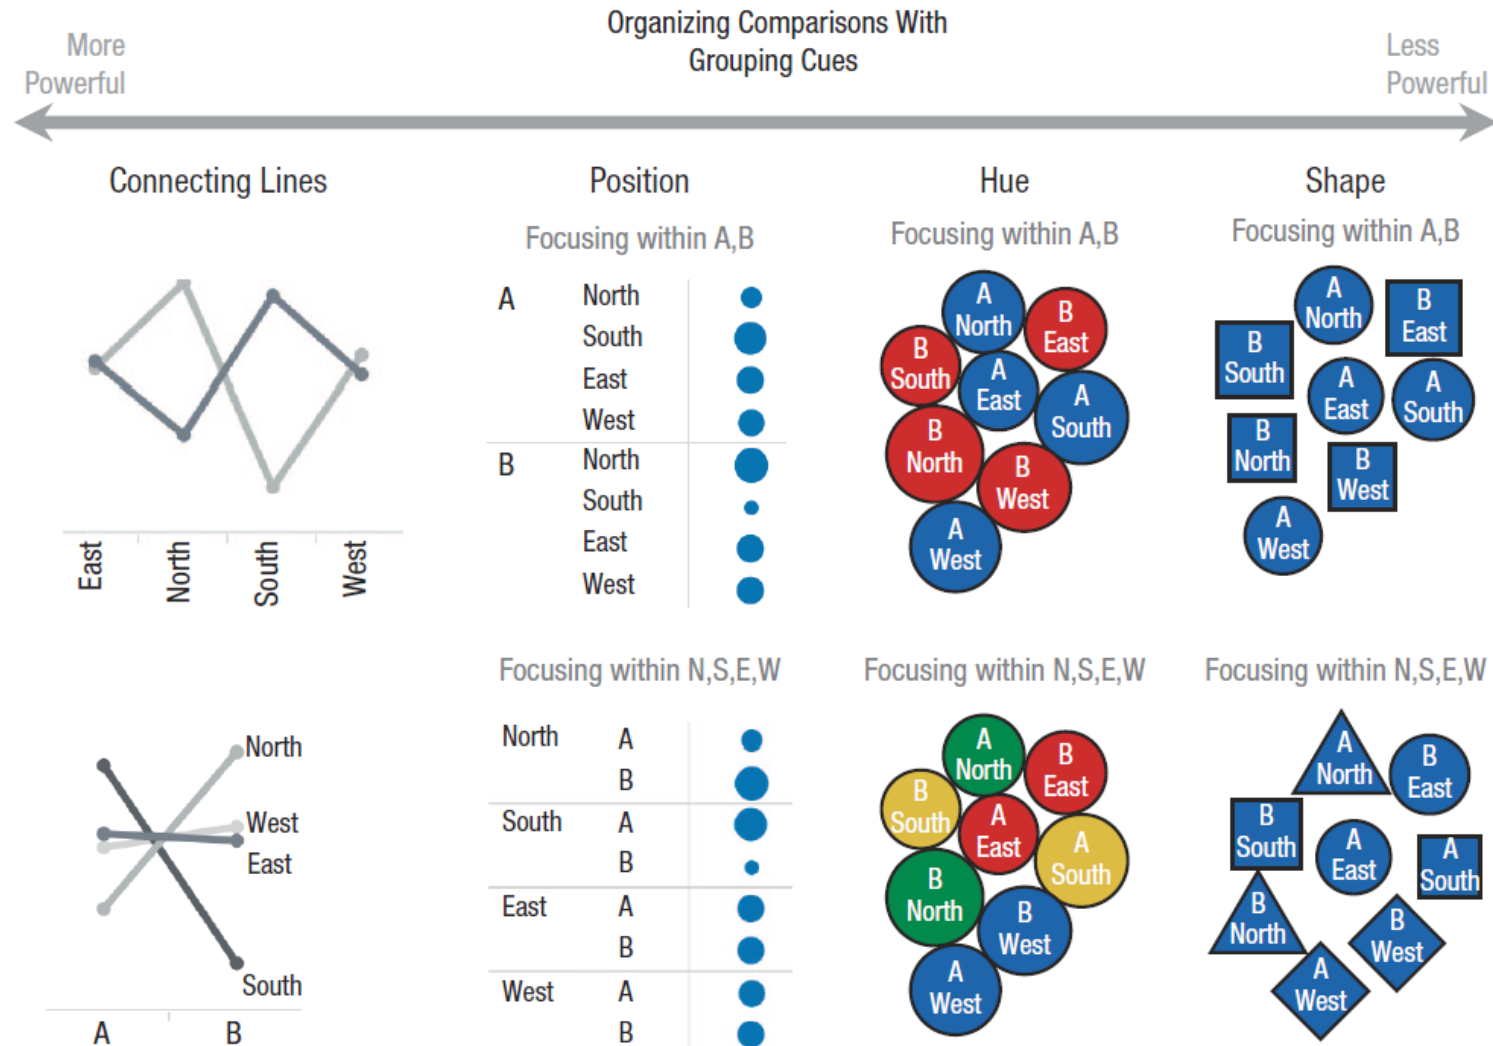 Organizing Comparisons With
Grouping Cues
More
Powerful
Less
Powerful
Connecting Lines
East
North
South
West
North
West
East
South
A
B
Position
Focusing within A,B
A
North
South
East
West
B
North
South
East
West
Focusing within N,S,E,W
North
A
B
South
A
B
East
A
B
West
A
B
Hue
Focusing within A,B
A
North
B
East
B
South
A
East
A
South
B
North
B
West
A
West
Focusing within N,S,E,W
A
North
B
East
B
South
A
East
A
South
B
North
B
West
A
West
Shape
Focusing within A,B
A
North
B
East
B
South
A
East
A
South
B
North
B
West
A
West
Focusing within N,S,E,W
A
North
B
East
B
South
A
East
A
South
B
North
B
West
A
West